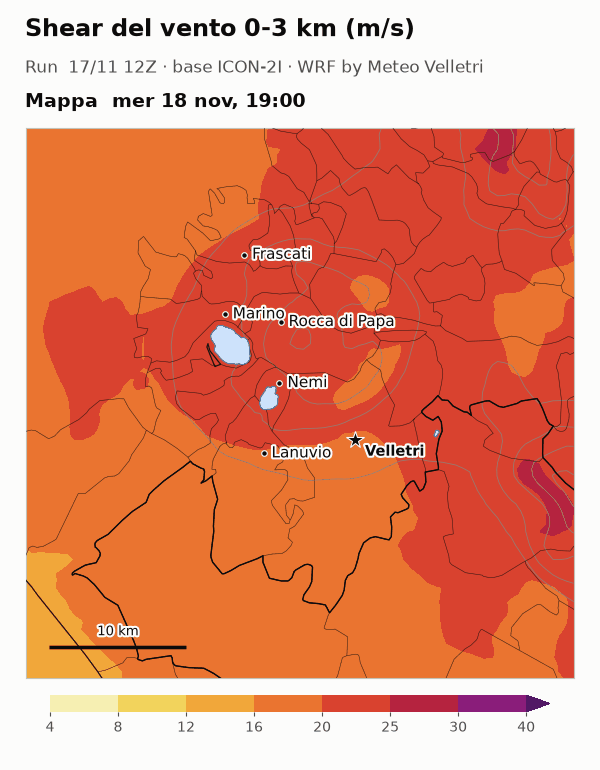 Shear del vento 0-3 km (m/s)
Run  17/11 12Z · base ICON-2I · WRF by Meteo Velletri
Mappa  mer 18 nov, 19:00
Frascati
Marino
Rocca di Papa
Nemi
Velletri
Lanuvio
10 km
4 8 12 16 20 25 30 40